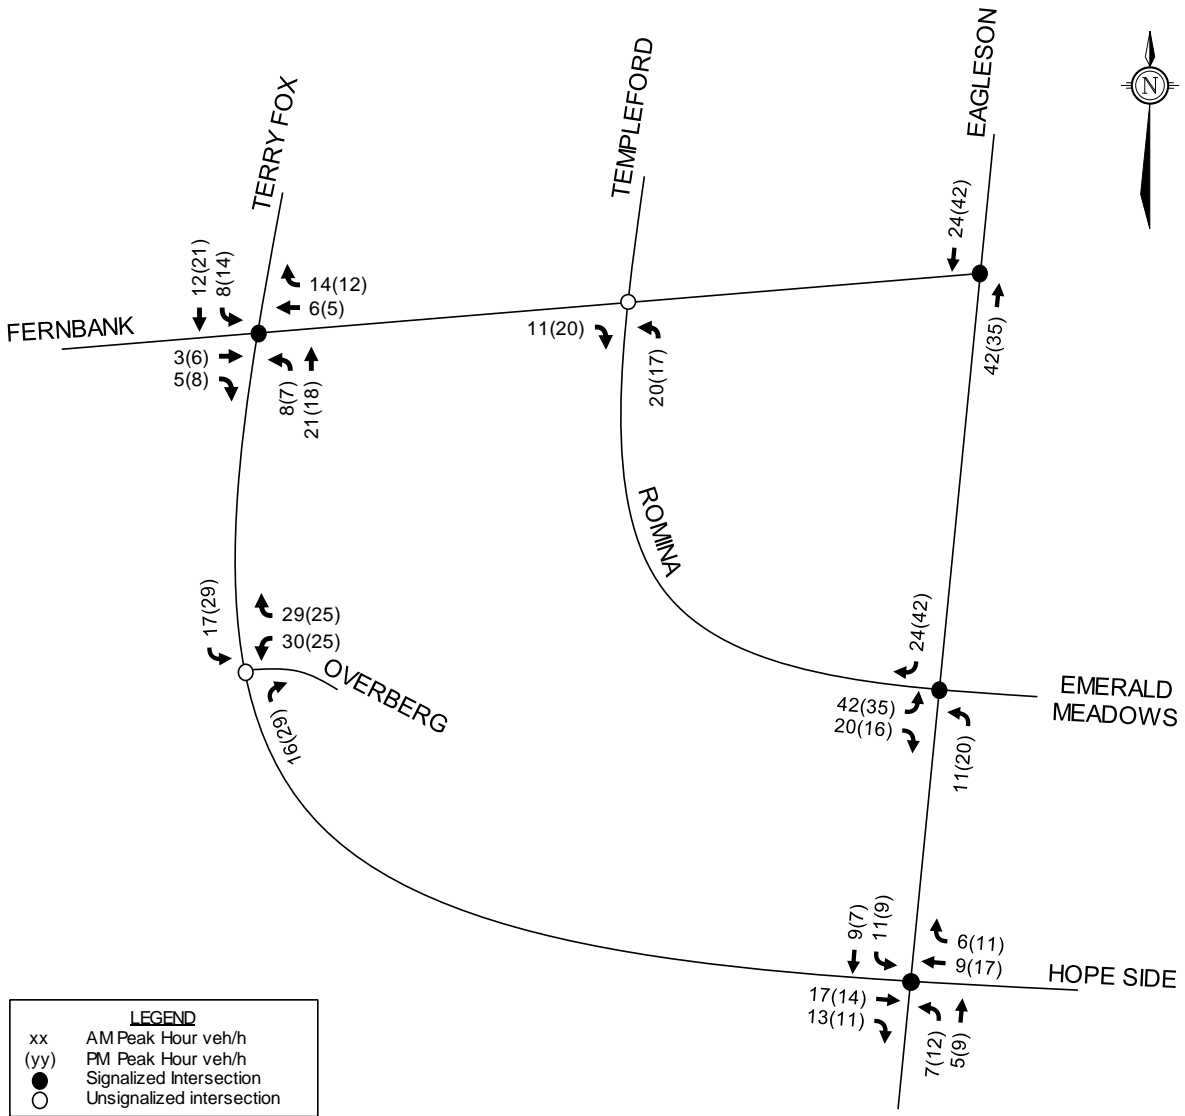 EAGLESON
TEMPLEFORD
TERRY FOX
N
24(42)
12(21)
8(14)
14(12)
6(5)
FERNBANK
3(6)
5(8)
8(7)
21(18)
11(20)
20(17)
42(35)
ROMINA
17(29)
29(25)
30(25)
OVERBERG
16(29)
24(42)
42(35)
20(16)
11(20)
EMERALD
MEADOWS
9(7)
11(9)
6(11)
9(17)
HOPE SIDE
17(14)
13(11)
7(12)
5(9)
LEGEND
xx AM Peak Hour veh/h
(yy) PM Peak Hour veh/h
Signalized Intersection
Unsignalized intersection